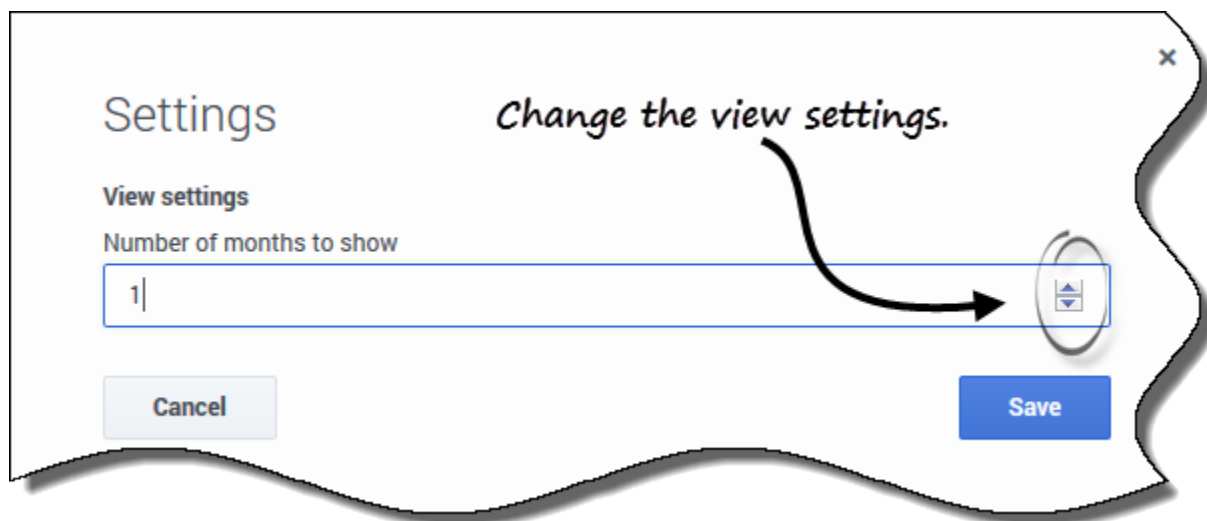 ×
Settings
Change the view settings.
View settings
Number of months to show
1
Cancel
Save